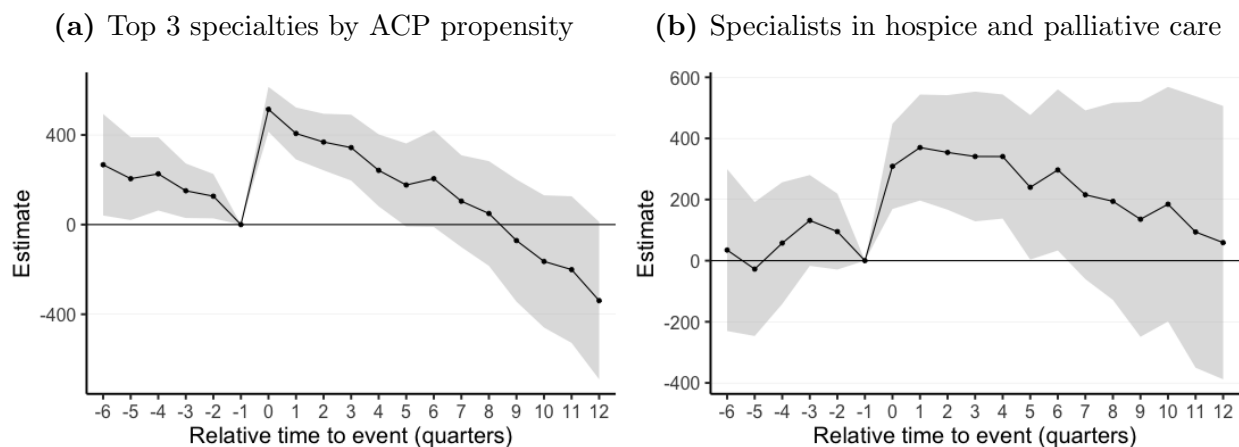 (a) Top 3 specialties by ACP propensity
400
0
-400
Estimate
-6 -5 -4 -3 -2 -1 0 1 2 3 4 5 6 7 8 9 10 11 12
Relative time to event (quarters)
(b) Specialists in hospice and palliative care
600
400
200
0
-200
-400
Estimate
-6 -5 -4 -3 -2 -1 0 1 2 3 4 5 6 7 8 9 10 11 12
Relative time to event (quarters)